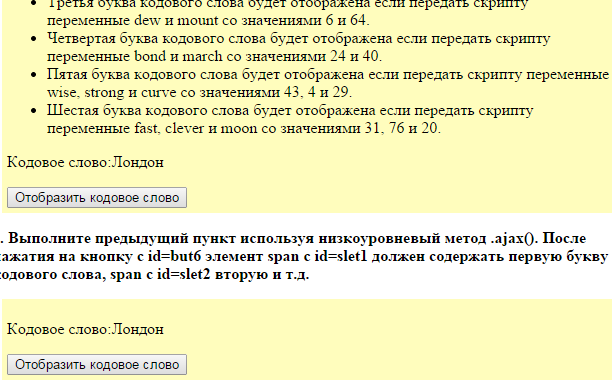 Третья буква кодового слова будет отображена если передать скрипту
переменные dew и mount со значениями 6 и 64.
Четвертая буква кодового слова будет отображена если передать скрипту
переменные bond и march со значениями 24 и 40.
Пятая буква кодового слова будет отображена если передать скрипту переменные
wise, strong и curve со значениями 43, 4 и 29.
Шестая буква кодового слова будет отображена если передать скрипту
переменные fast, clever и moon со значениями 31, 76 и 20.
Кодовое слово:Лондон
Отобразить кодовое слово
. Выполните предыдущий пункт используя низкоуровневый метод .ajax(). После
нажатия на кнопку с id=but6 элемент span с id=slet1 должен содержать первую букву
кодового слова, span с id=slet2 вторую и т.д.
Кодовое слово:Лондон
Отобразить кодовое слово